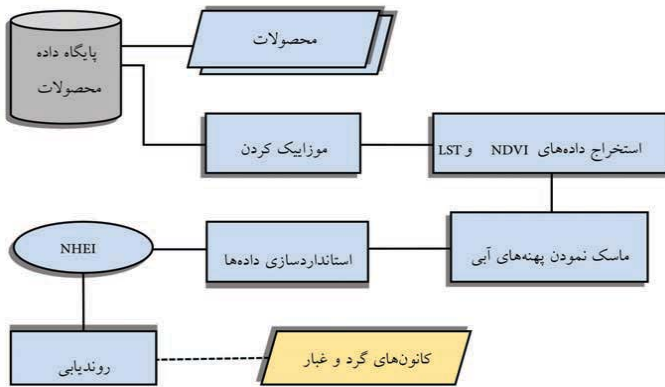 پایگاه داده
محصولات
محصولات
موزاییک کردن
استخراج داده‌های NDVI و LST
ماسک نمودن پهنه‌های آبی
استانداردسازی داده‌ها
NHEI
روندیابی
کانون‌های گرد و غبار